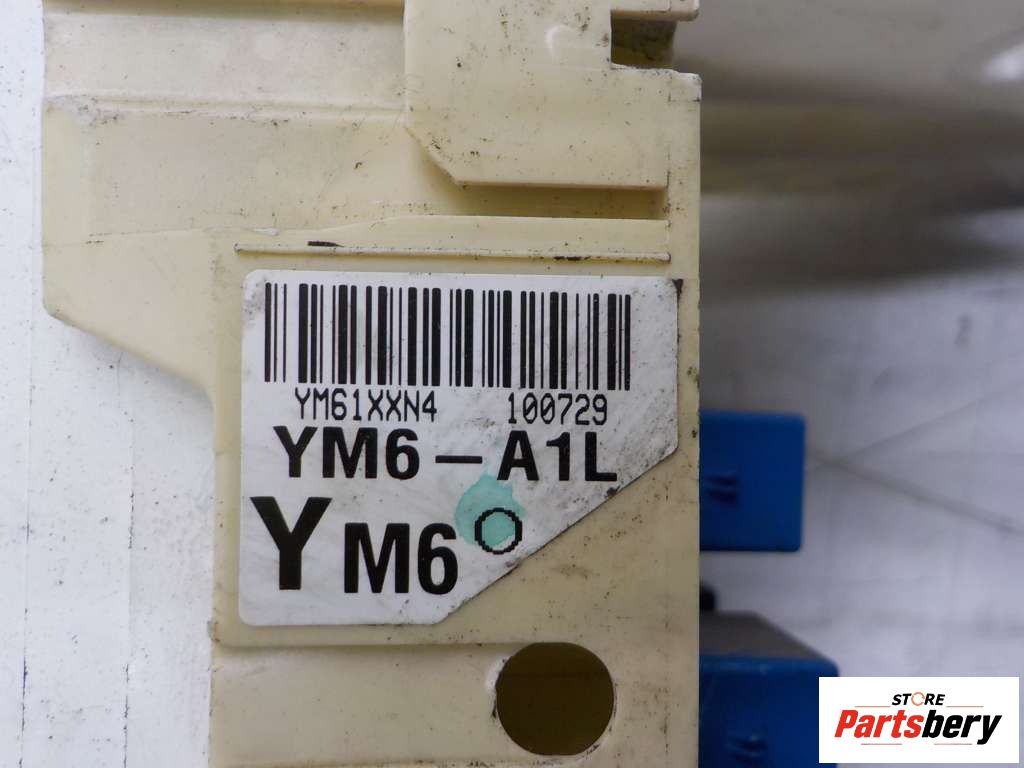 YM61XXN4 100729
YM6-A1L
YM6
STORE
Partsbery